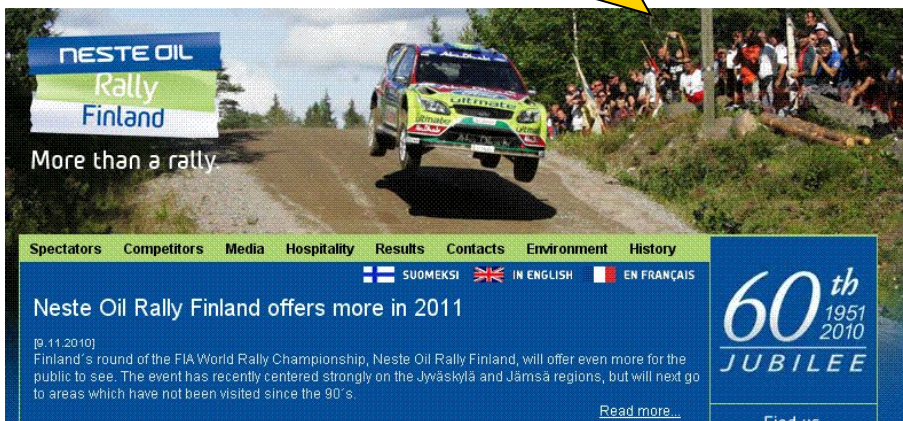 NESTE OIL
Rally
Finland
More than a rally.
ultimate
Spectators Competitors Media Hospitality Results Contacts Environment History
SUOMEKSI IN ENGLISH EN FRANÇAIS
Neste Oil Rally Finland offers more in 2011
[9.11.2010]
Finland´s round of the FIA World Rally Championship, Neste Oil Rally Finland, will offer even more for the
public to see. The event has recently centered strongly on the Jyväskylä and Jämsä regions, but will next go
to areas which have not been visited since the 90´s.
Read more...
60th
1951
2010
JUBILEE